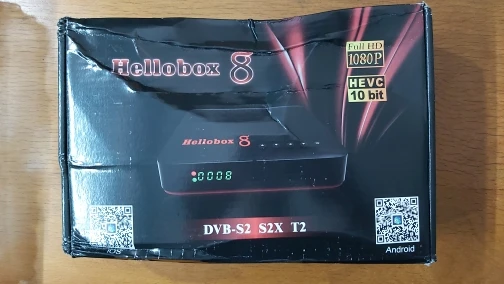 Hellobox 8
Full HD
1080P
HEVC
10 bit
Hellobox 8
0008
DVB-S2 S2X T2
iOS
Android